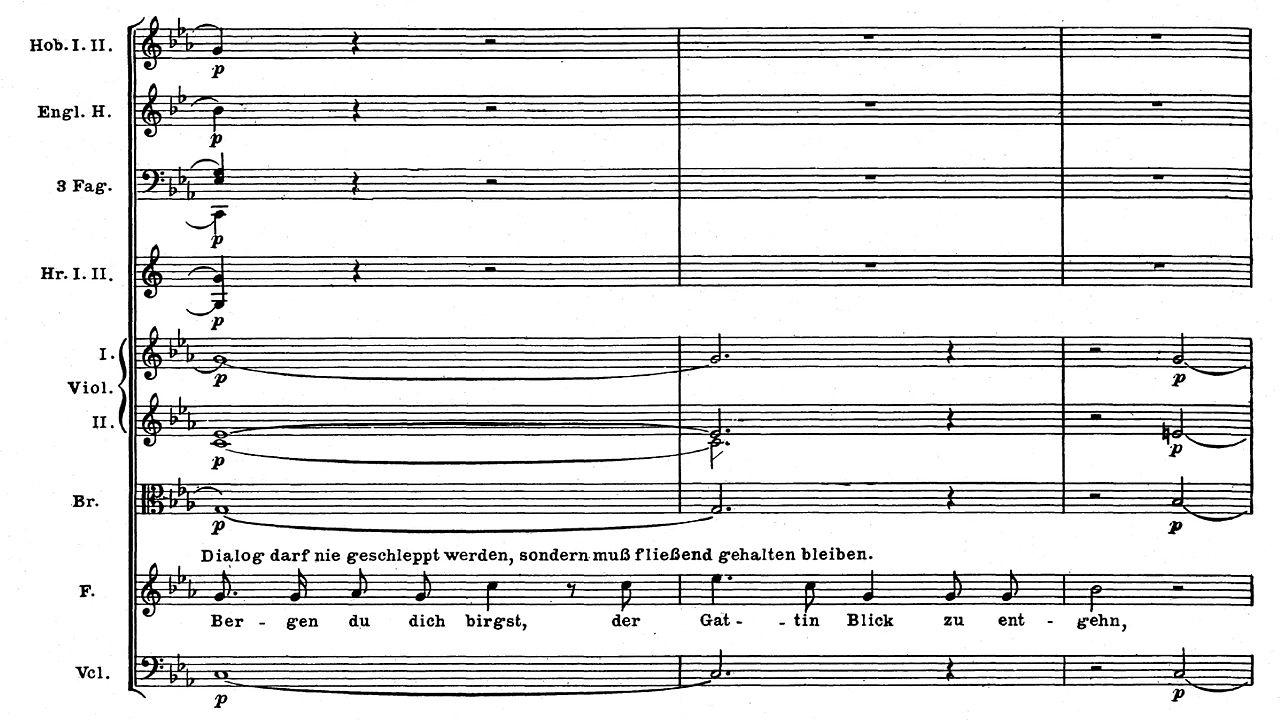 Hob. I. II.
p
Engl. H.
p
3 Fag.
p
Hr. I. II.
p
I.
p p
Viol.
II.
p p
Br.
p p
Dialog darf nie geschleppt werden, sondern muß fließend gehalten bleiben.
F.
Ber - gen du dich birgst, der Gat - - tin Blick zu ent - gehn,
Vcl.
p p